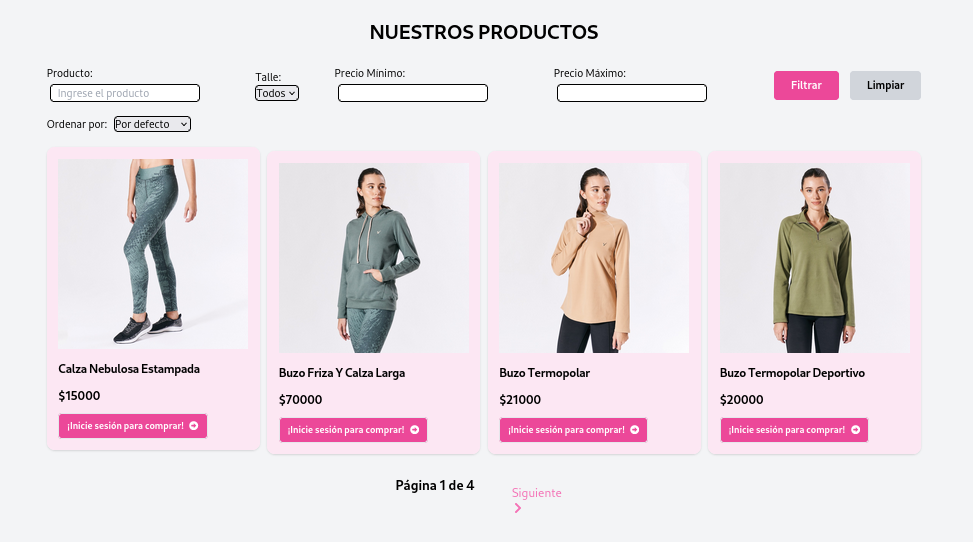 NUESTROS PRODUCTOS
Producto:
Ingrese el producto
Talle:
Todos
Precio Mínimo:
Precio Máximo:
Filtrar
Limpiar
Ordenar por:
Por defecto
Calza Nebulosa Estampada
$15000
¡Inicie sesión para comprar!
Buzo Friza Y Calza Larga
$70000
¡Inicie sesión para comprar!
Buzo Termopolar
$21000
¡Inicie sesión para comprar!
Buzo Termopolar Deportivo
$20000
¡Inicie sesión para comprar!
Página 1 de 4
Siguiente